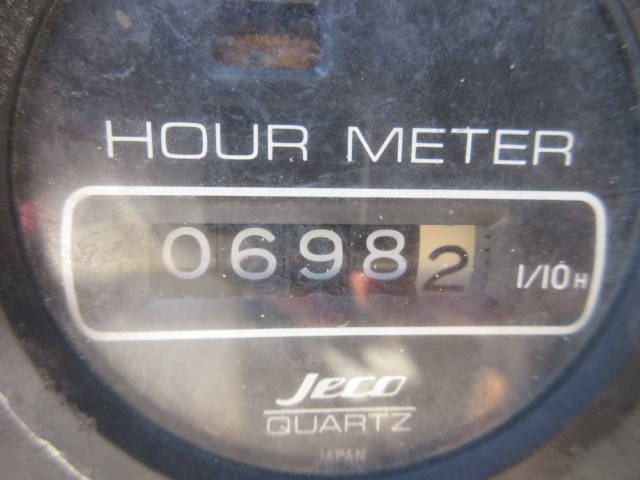 HOUR METER
06982 1/10H
Jeco
QUARTZ
JAPAN